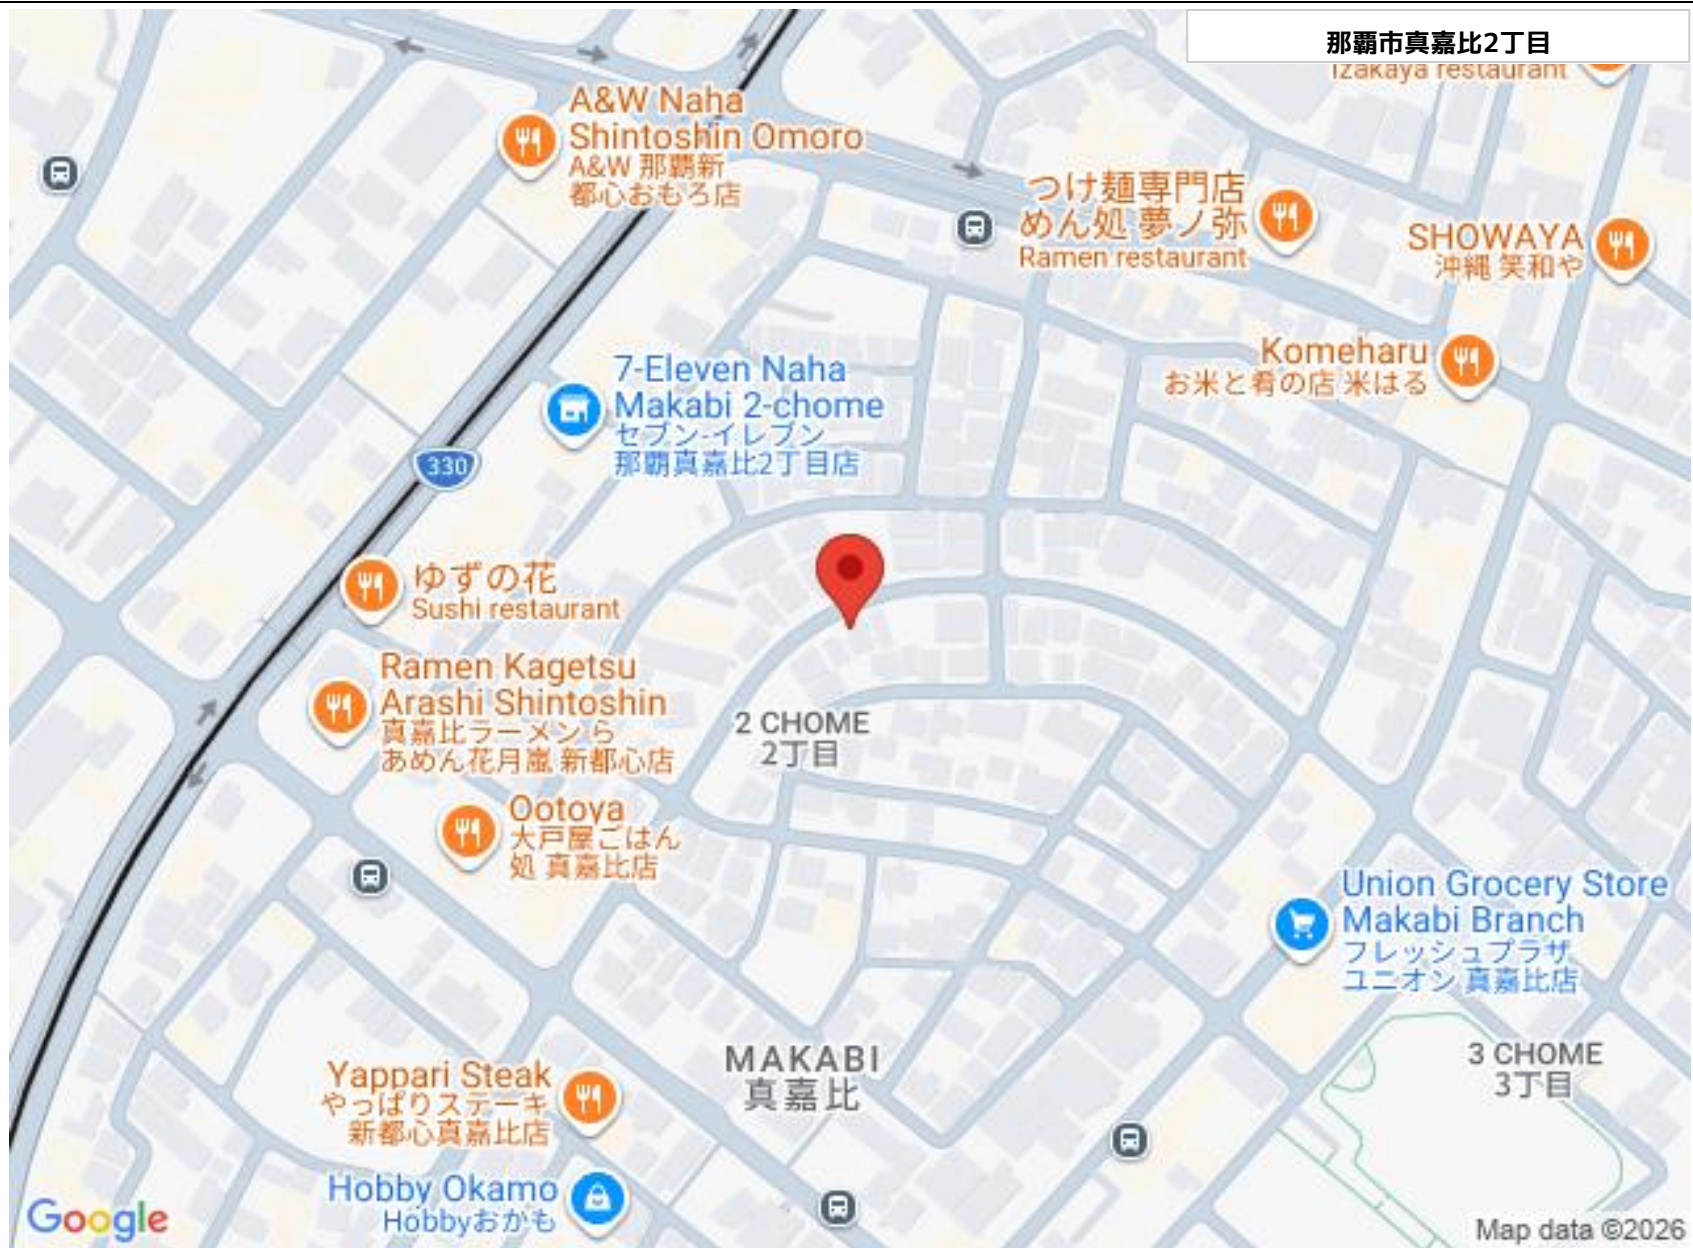 那覇市真嘉比2丁目
Izakaya restaurant
A&W Naha
Shintoshin Omoro
A&W 那覇新
都心おもろ店
つけ麺専門店
めん処 夢ノ弥
Ramen restaurant
SHOWAYA
沖縄 笑和や
Komeharu
お米と肴の店 米はる
7-Eleven Naha
Makabi 2-chome
セブン-イレブン
那覇真嘉比2丁目店
330
ゆずの花
Sushi restaurant
Ramen Kagetsu
Arashi Shintoshin
真嘉比ラーメン ら
あめん花月嵐 新都心店
2 CHOME
2丁目
Ootoya
大戸屋ごはん
処 真嘉比店
Union Grocery Store
Makabi Branch
フレッシュプラザ
ユニオン 真嘉比店
MAKABI
真嘉比
3 CHOME
3丁目
Yappari Steak
やっぱりステーキ
新都心真嘉比店
Hobby Okamo
Hobbyおかも
Google
Map data ©2026